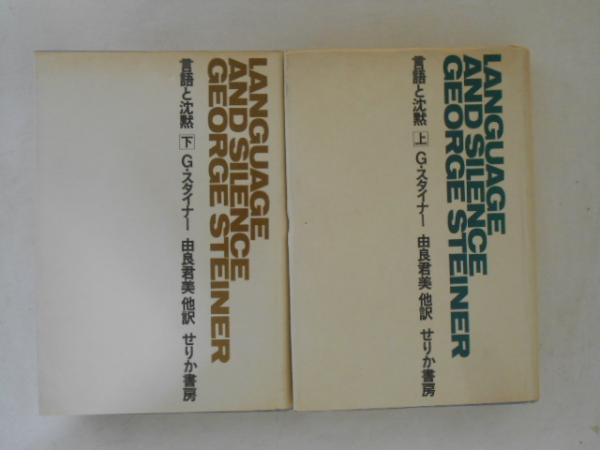 LANGUAGE
AND SILENCE
GEORGE STEINER
言語と沈黙 下 G・スタイナー 由良君美 他訳 せりか書房
LANGUAGE
AND SILENCE
GEORGE STEINER
言語と沈黙 上 G・スタイナー 由良君美 他訳 せりか書房